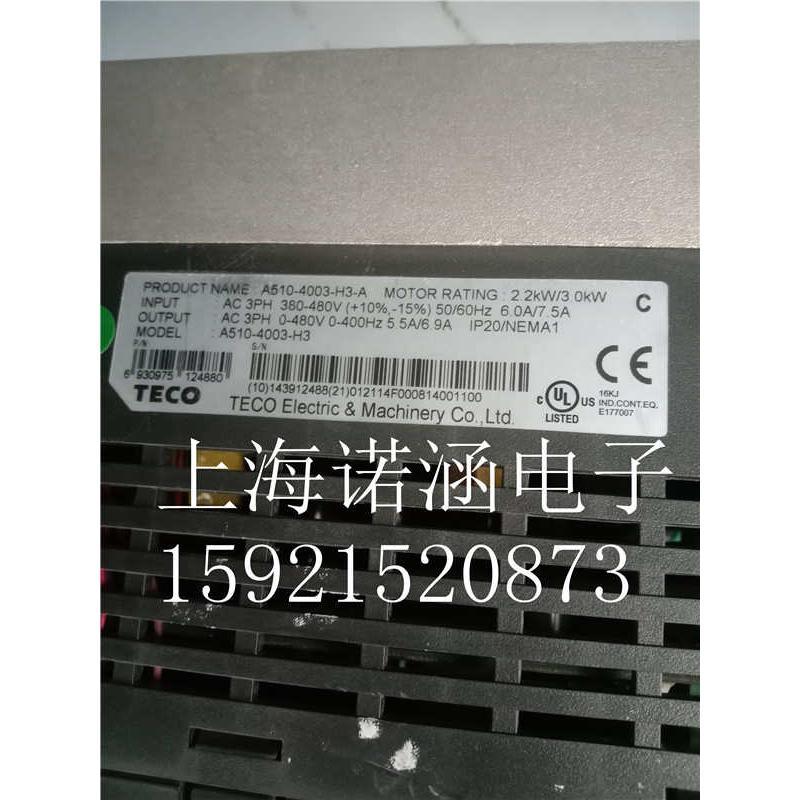 PRODUCT NAME : A510-4003-H3-A MOTOR RATING : 2.2kW/3.0kW
INPUT : AC 3PH 380-480V (+10%,-15%) 50/60Hz 6.0A/7.5A
OUTPUT : AC 3PH 0-480V 0-400Hz 5.5A/6.9A IP20/NEMA1
MODEL : A510-4003-H3
C
P/N
S/N
6 930975 124880
(10)143912488(21)012114F000814001100
TECO
TECO Electric & Machinery Co.,Ltd.
CE
c UL US
LISTED
16KJ
IND.CONT.EQ.
E177007
上海诺涵电子
15921520873